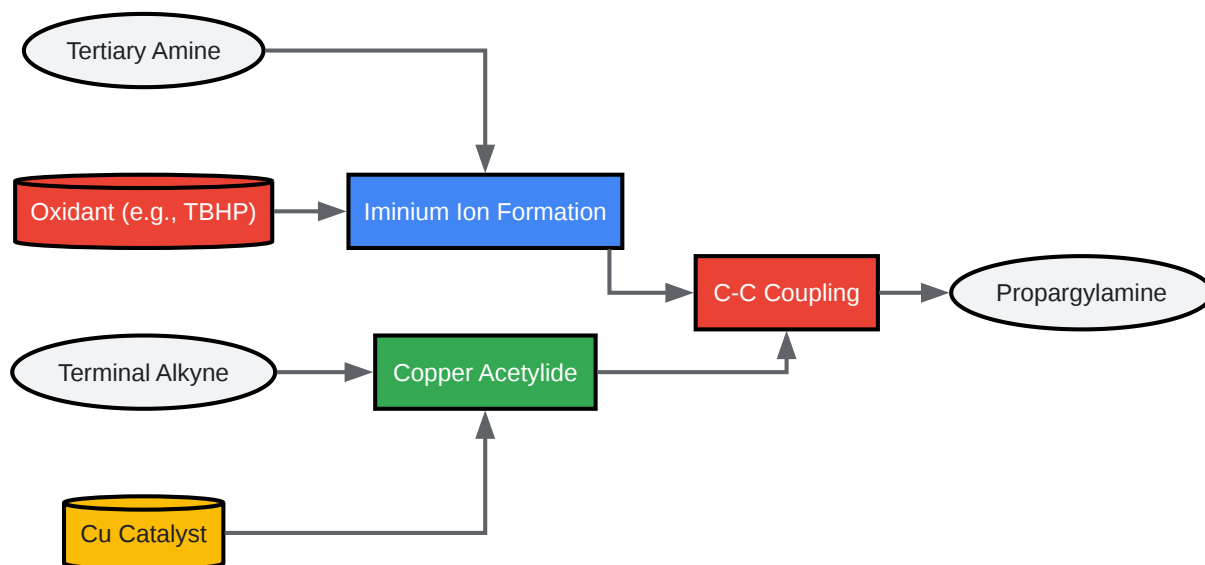 Tertiary Amine
Oxidant (e.g., TBHP)
Iminium Ion Formation
C-C Coupling
Propargylamine
Terminal Alkyne
Copper Acetylide
Cu Catalyst